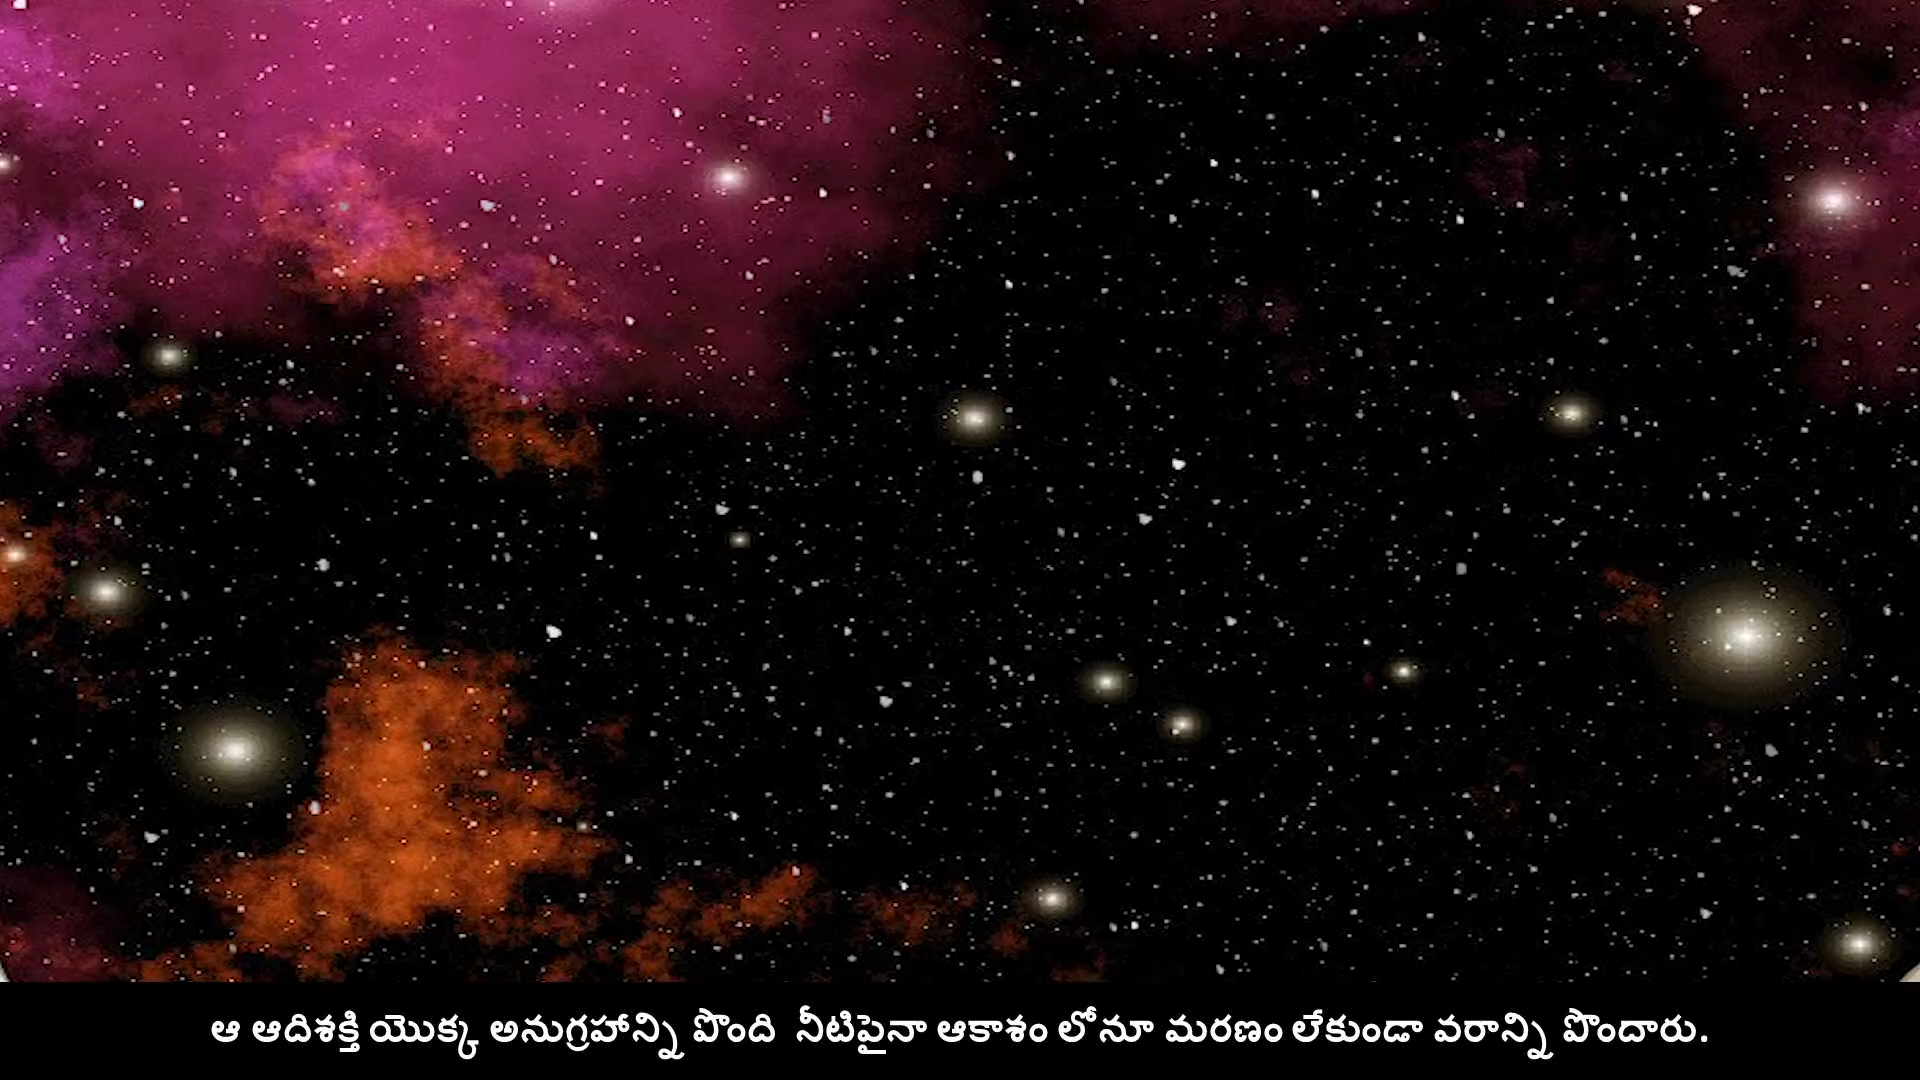 ఆ ఆదిశక్తి యొక్క అనుగ్రహాన్ని పొంది  నీటిపైనా ఆకాశం లోనూ మరణం లేకుండా వరాన్ని పొందారు.